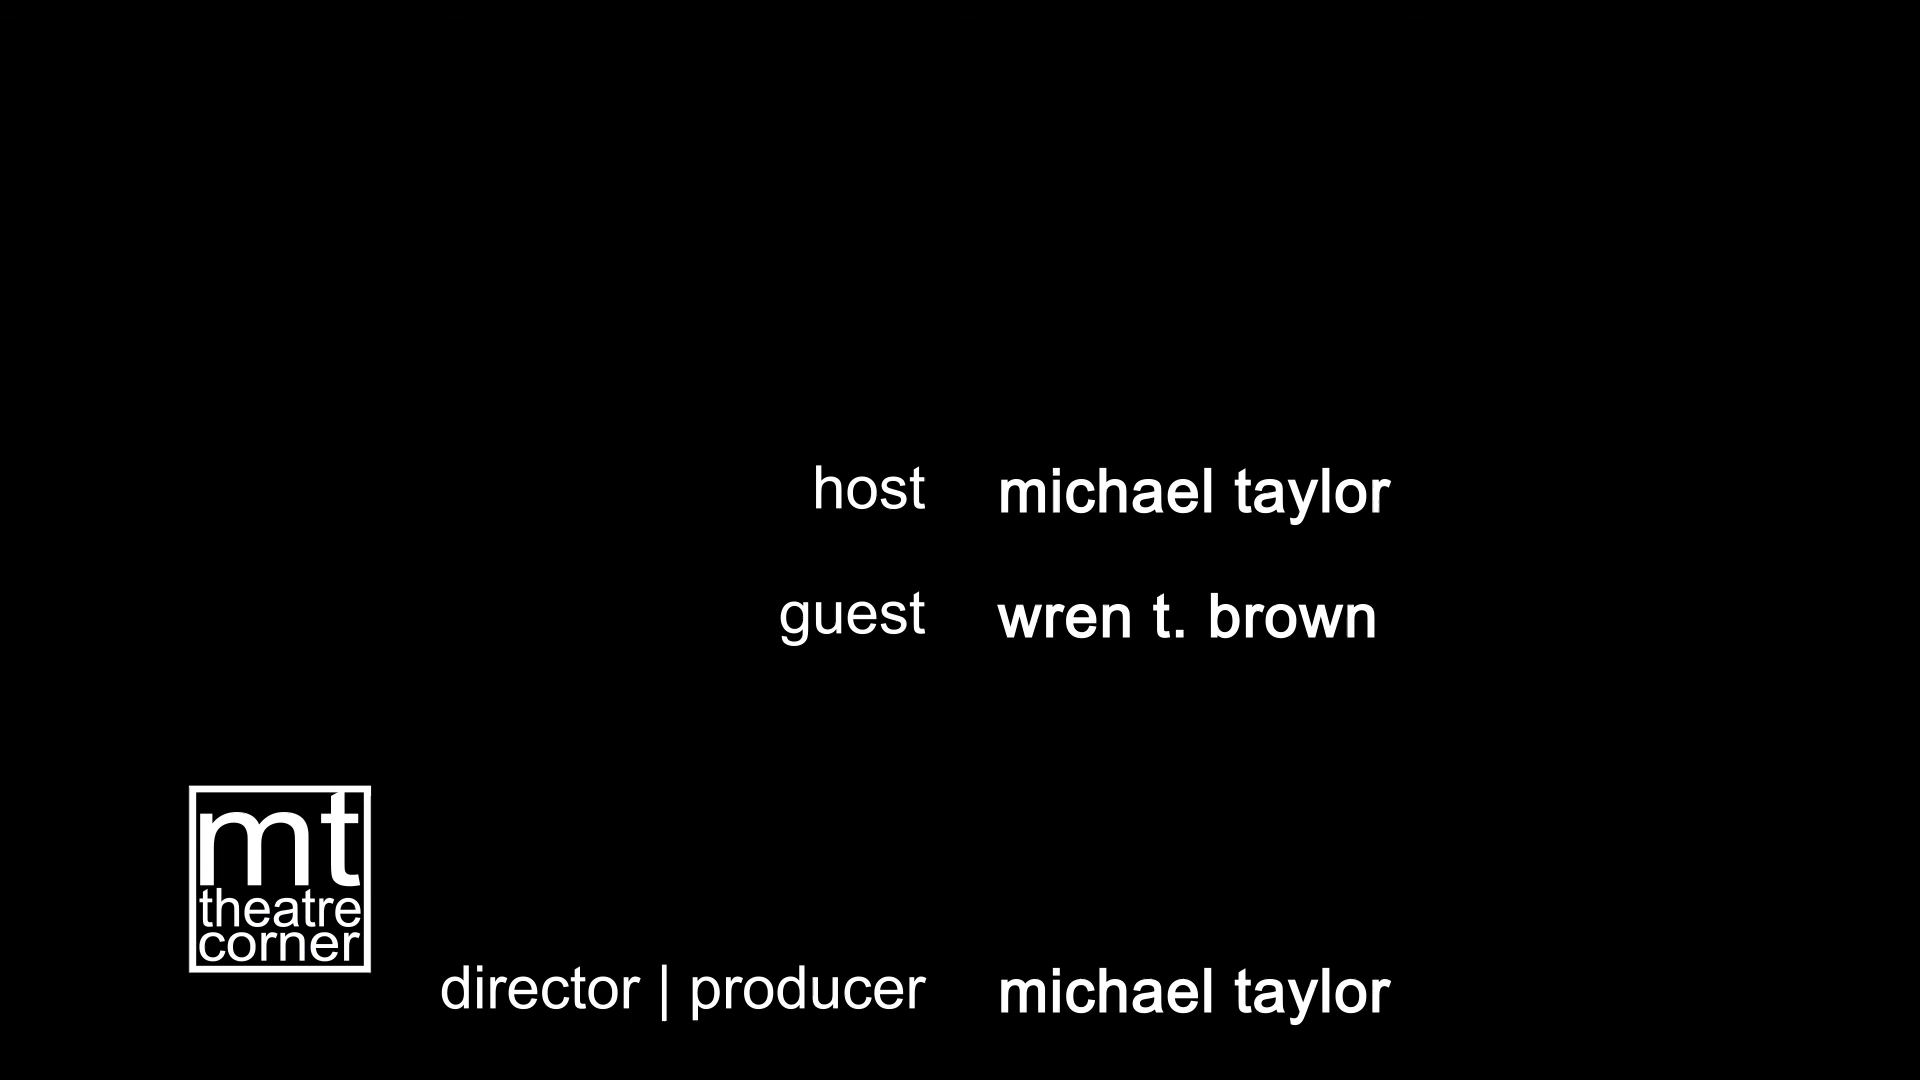 host michael taylor
guest wren t. brown
mt
theatre
corner
director | producer michael taylor